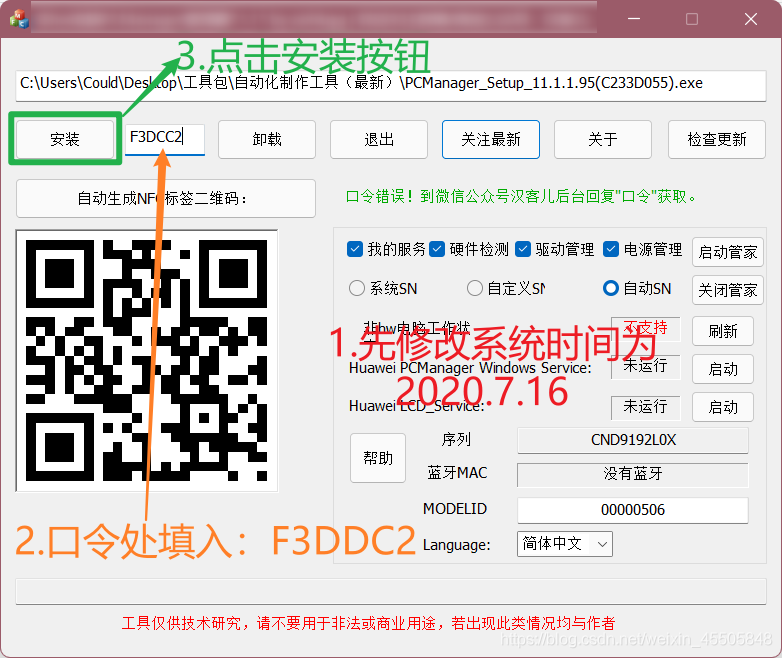 3.点击安装按钮
C:\Users\Could\Desktop\工具包\自动化制作工具（最新）\PCManager_Setup_11.1.1.95(C233D055).exe
安装 F3DCC2 卸载 退出 关注最新 关于 检查更新
自动生成NFC标签二维码： 口令错误！到微信公众号汉客儿后台回复"口令"获取。
我的服务 硬件检测 驱动管理 电源管理 启动管家
系统SN 自定义SN 自动SN 关闭管家
非hw电脑工作状 不支持 刷新
1.先修改系统时间为
Huawei PCManager Windows Service: 未运行 启动
2020.7.16
Huawei LCD_Service: 未运行 启动
帮助
序列 CND9192L0X
蓝牙MAC 没有蓝牙
MODELID 00000506
2.口令处填入：F3DDC2
Language: 简体中文
工具仅供技术研究，请不要用于非法或商业用途，若出现此类情况均与作者
https://blog.csdn.net/weixin_45505848